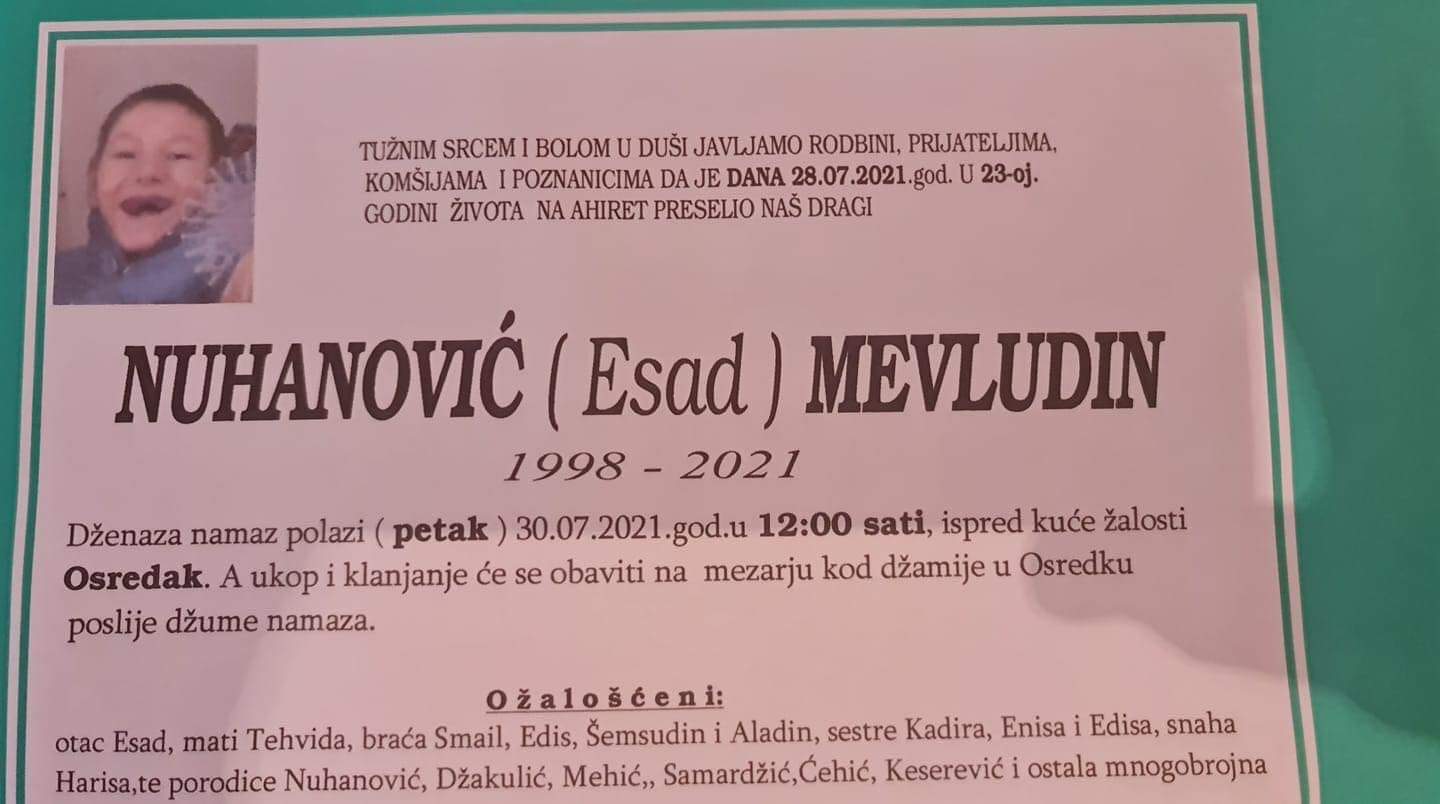 TUŽNIM SRCEM I BOLOM U DUŠI JAVLJAMO RODBINI, PRIJATELJIMA,
KOMŠIJAMA I POZNANICIMA DA JE DANA 28.07.2021.god. U 23-oj.
GODINI ŽIVOTA NA AHIRET PRESELIO NAŠ DRAGI
NUHANOVIĆ ( Esad ) MEVLUDIN
1998 - 2021
Dženaza namaz polazi ( petak ) 30.07.2021.god.u 12:00 sati, ispred kuće žalosti
Osredak. A ukop i klanjanje će se obaviti na mezarju kod džamije u Osredku
poslije džume namaza.
Ožalošćeni:
otac Esad, mati Tehvida, braća Smail, Edis, Šemsudin i Aladin, sestre Kadira, Enisa i Edisa, snaha
Harisa,te porodice Nuhanović, Džakulić, Mehić,, Samardžić,Ćehić, Keserević i ostala mnogobrojna